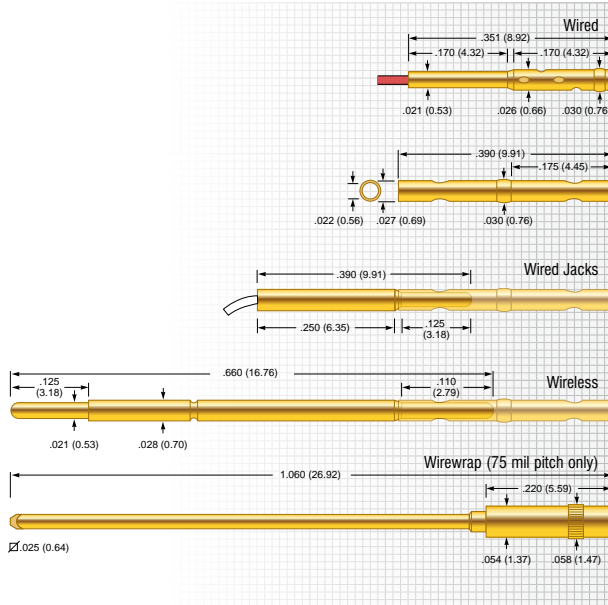 Wired
.351 (8.92)
.170 (4.32) .170 (4.32)
.021 (0.53) .026 (0.66) .030 (0.76
.390 (9.91)
.175 (4.45)
.022 (0.56) .027 (0.69) .030 (0.76)
Wired Jacks
.390 (9.91)
.250 (6.35) .125
(3.18)
.660 (16.76)
Wireless
.125
(3.18)
.110
(2.79)
.021 (0.53) .028 (0.70)
Wirewrap (75 mil pitch only)
1.060 (26.92)
.220 (5.59)
.025 (0.64) .054 (1.37) .058 (1.47)